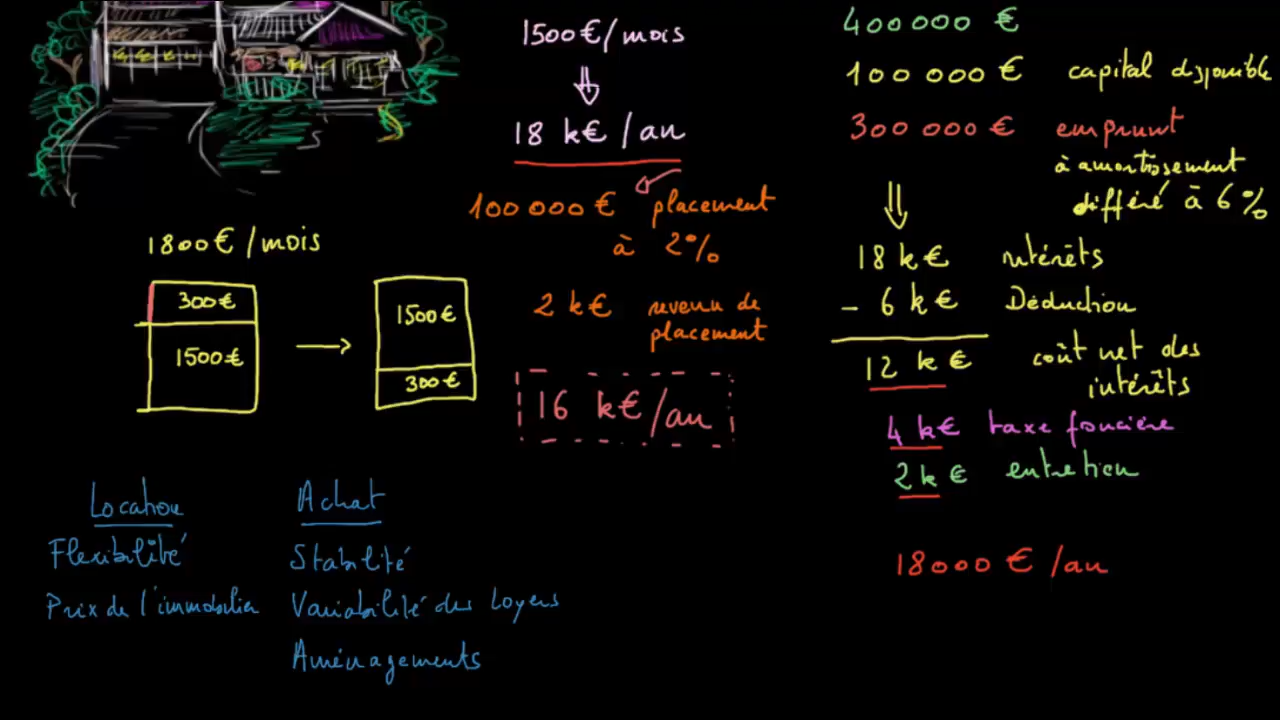 1500€/mois
18 k€ /an
100 000 € placement
à 2%
2 k€ revenu de
placement
16 k€/an
400 000 €
100 000 € capital disponible
300 000 € emprunt
à amortissement
différé à 6%
18 k€ intérêts
- 6 k€ Déduction
12 k€ coût net des
intérêts
4 k€ taxe foncière
2 k€ entretien
18000 € /an
1800€/mois
300€
1500€
1500€
300€
Location
Flexibilité
Prix de l'immobilier
Achat
Stabilité
Variabilité des loyers
Aménagements